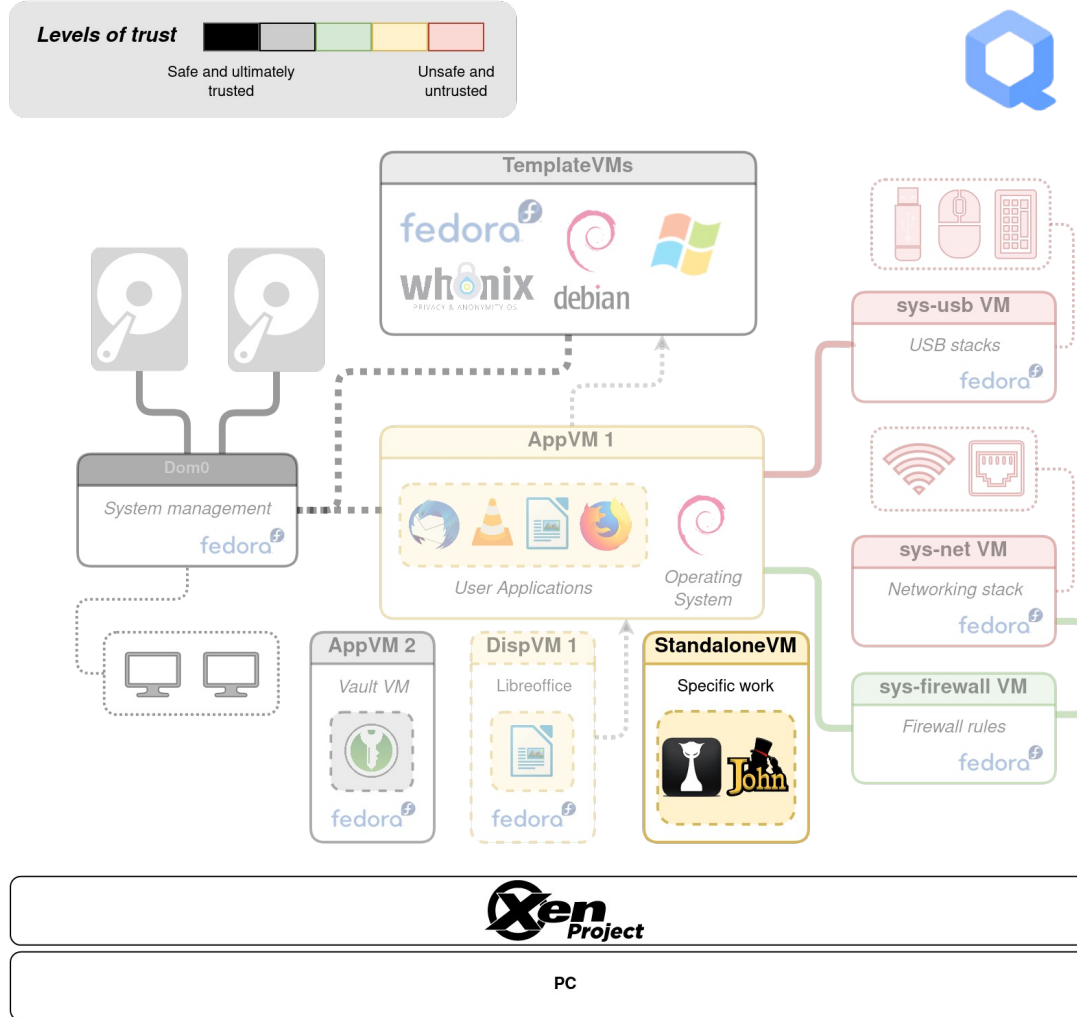 Levels of trust
Safe and ultimately
trusted
Unsafe and
untrusted
TemplateVMs
fedora
whonix
PRIVACY & ANONYMITY OS
debian
sys-usb VM
USB stacks
fedora
AppVM 1
User Applications
Operating
System
Dom0
System management
fedora
sys-net VM
Networking stack
fedora
AppVM 2
Vault VM
fedora
DispVM 1
Libreoffice
fedora
StandaloneVM
Specific work
John
sys-firewall VM
Firewall rules
fedora
Xen
Project
PC